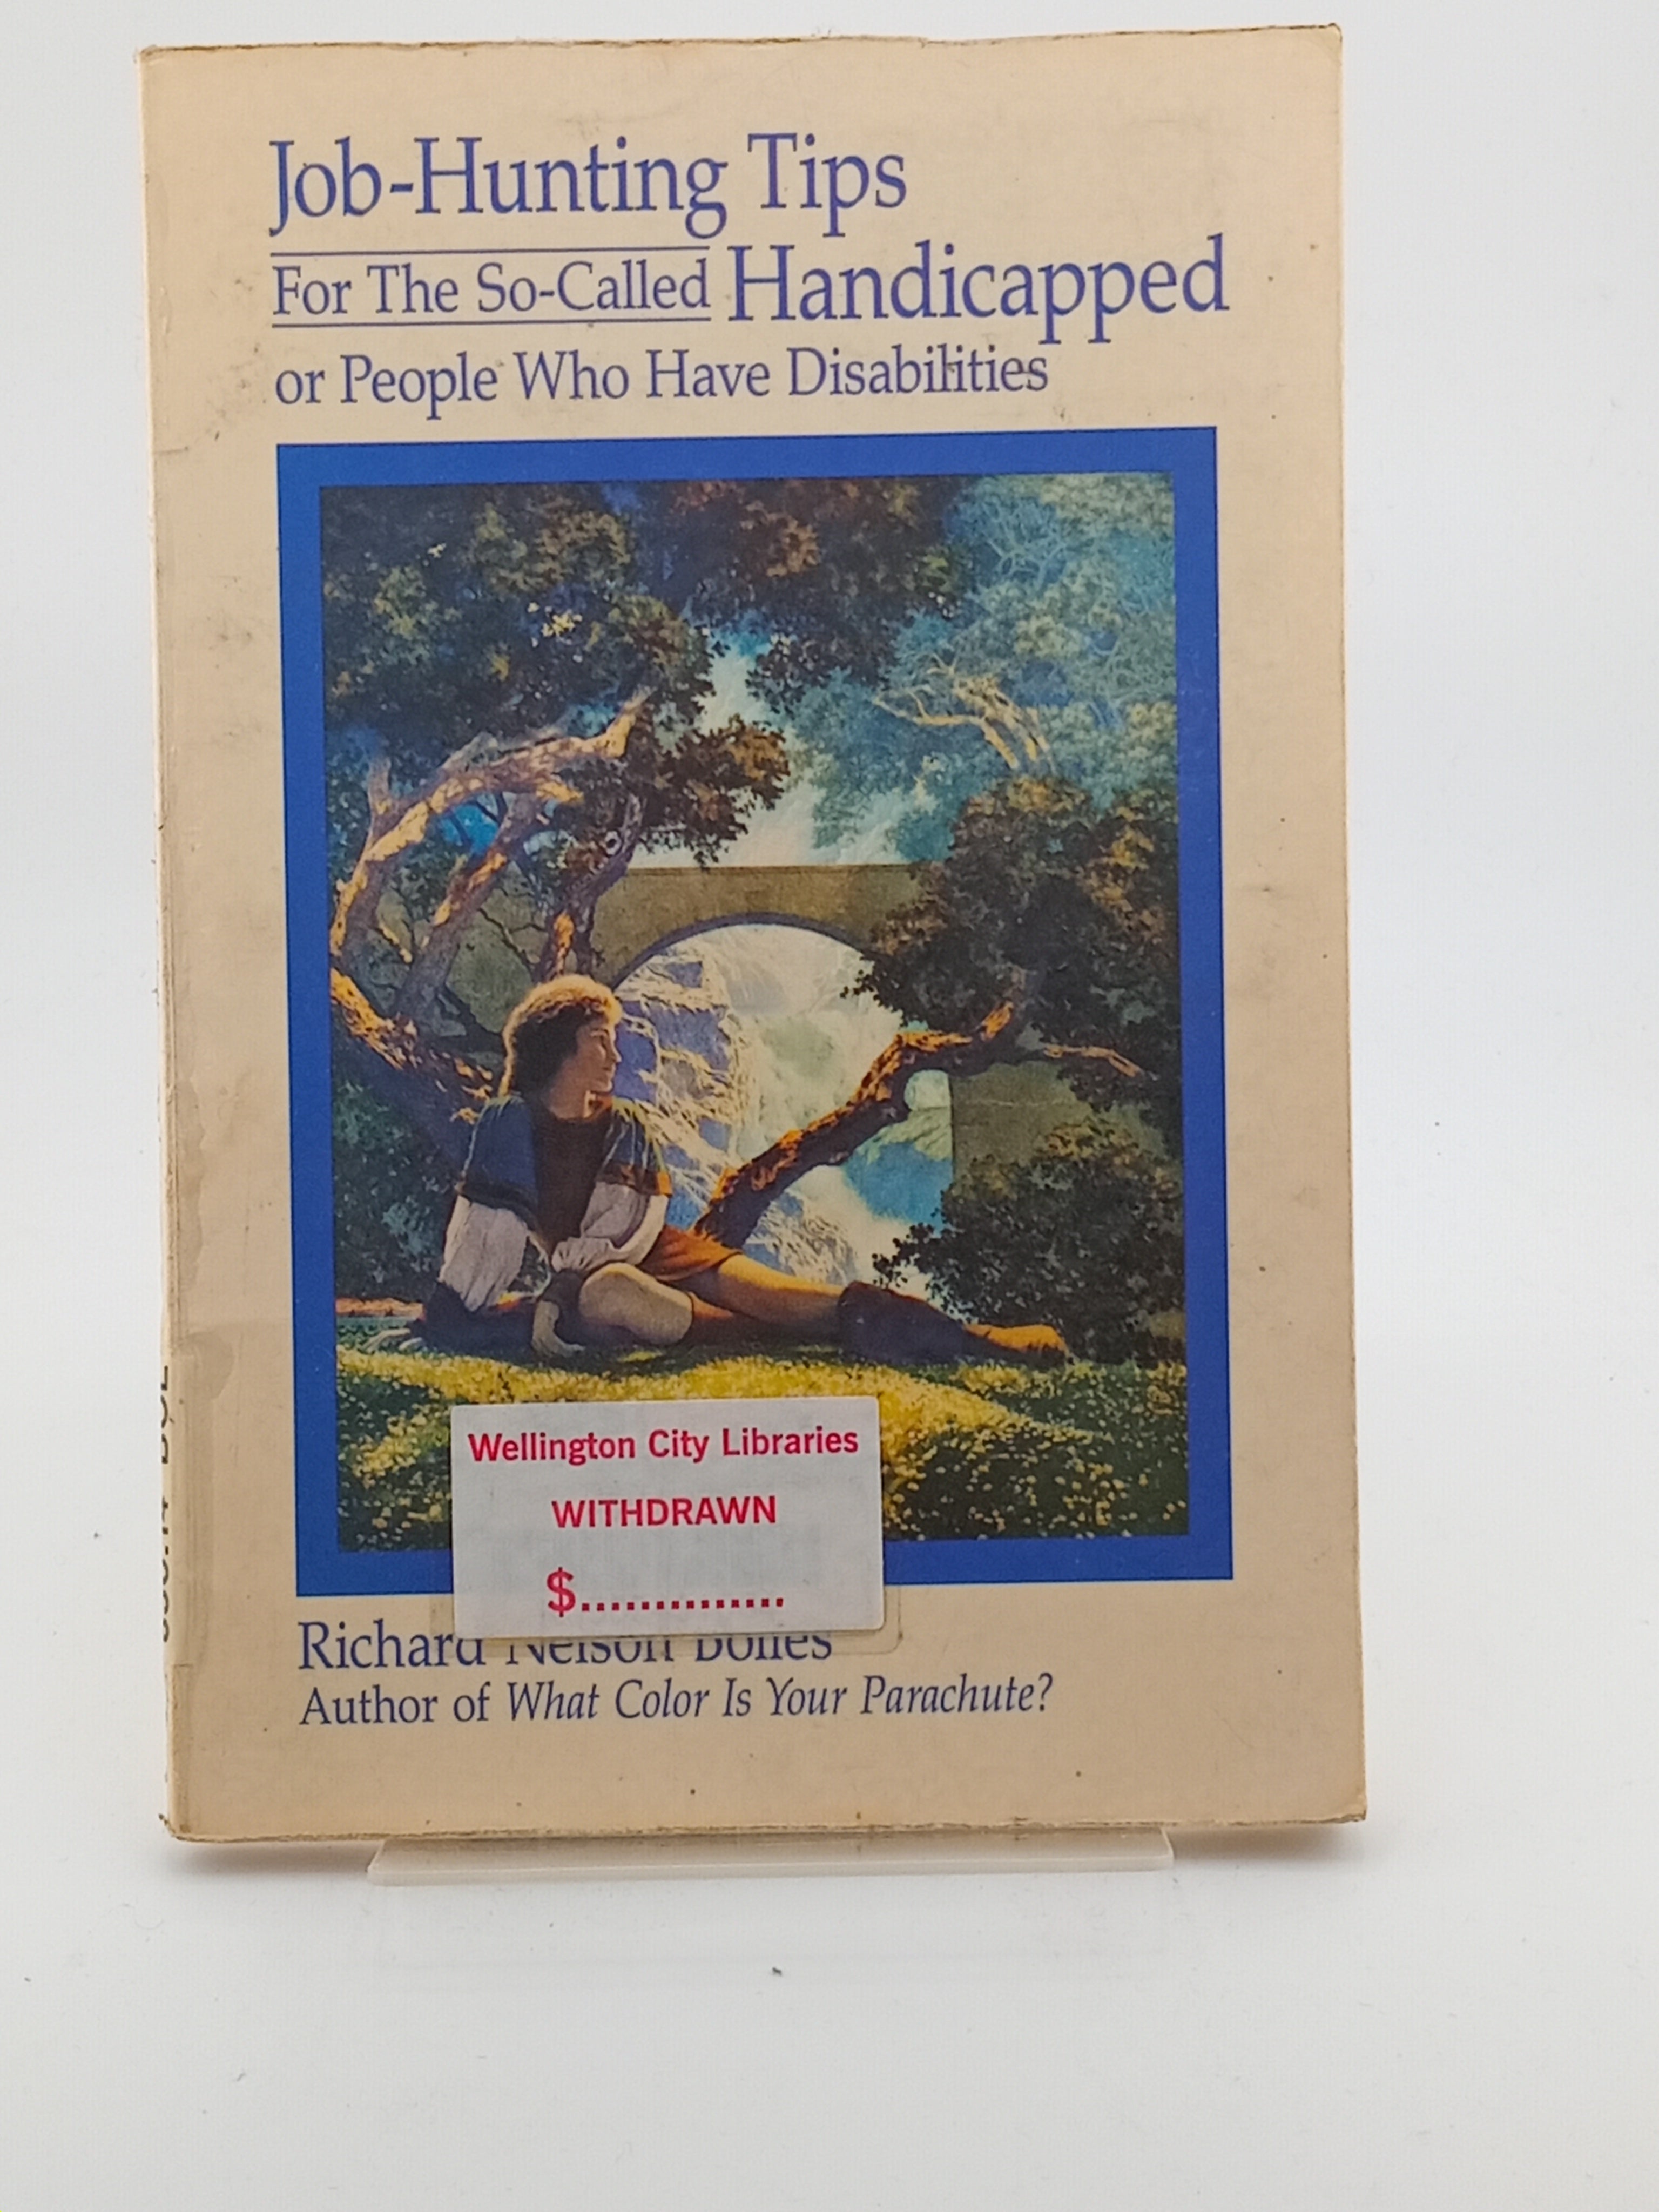 Job-Hunting Tips
For The So-Called Handicapped
or People Who Have Disabilities
Wellington City Libraries
WITHDRAWN
$..............
Richard Nelson Bolles
Author of What Color Is Your Parachute?